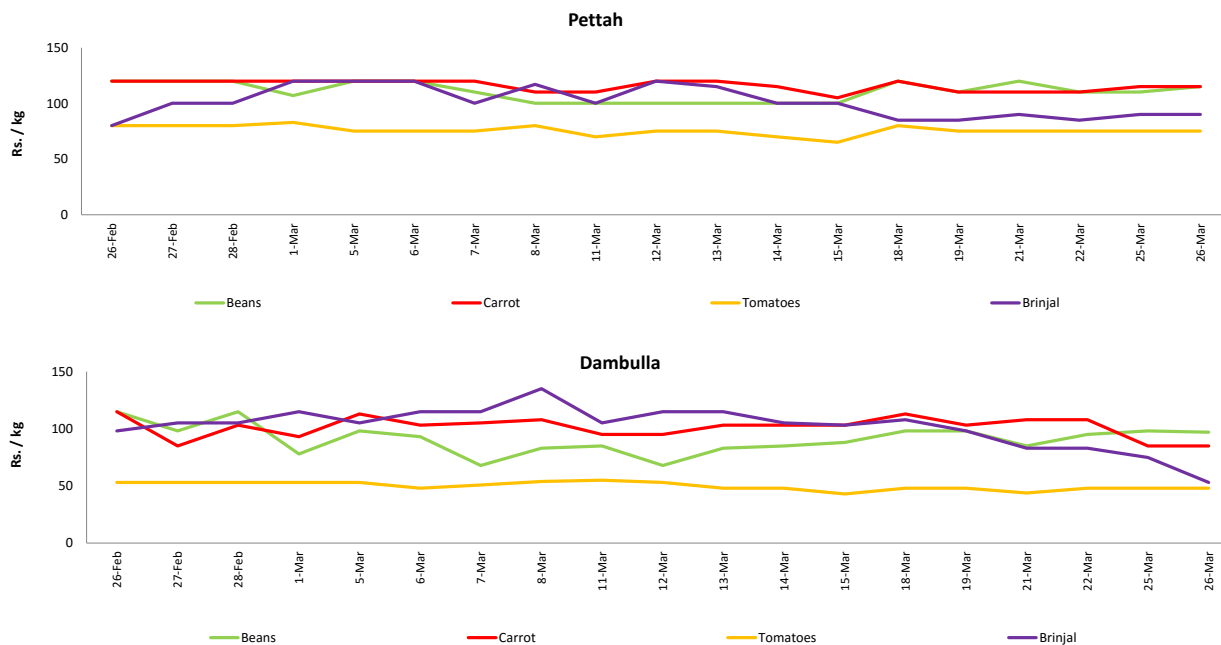 Pettah
150
100
50
0
Rs. / kg
26-Feb
27-Feb
28-Feb
1-Mar
5-Mar
6-Mar
7-Mar
8-Mar
11-Mar
12-Mar
13-Mar
14-Mar
15-Mar
18-Mar
19-Mar
21-Mar
22-Mar
25-Mar
26-Mar
Beans Carrot Tomatoes Brinjal
Dambulla
150
100
50
0
Rs. / kg
26-Feb
27-Feb
28-Feb
1-Mar
5-Mar
6-Mar
7-Mar
8-Mar
11-Mar
12-Mar
13-Mar
14-Mar
15-Mar
18-Mar
19-Mar
21-Mar
22-Mar
25-Mar
26-Mar
Beans Carrot Tomatoes Brinjal